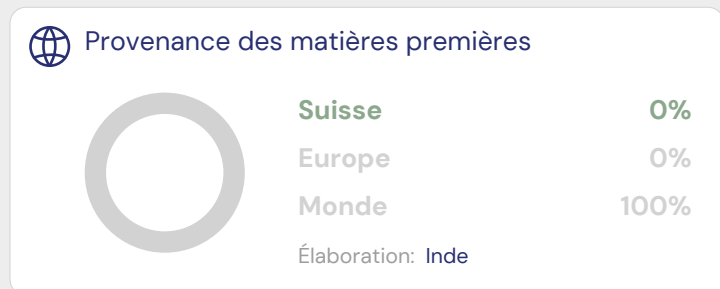 Provenance des matières premières
Suisse 0%
Europe 0%
Monde 100%
Élaboration: Inde